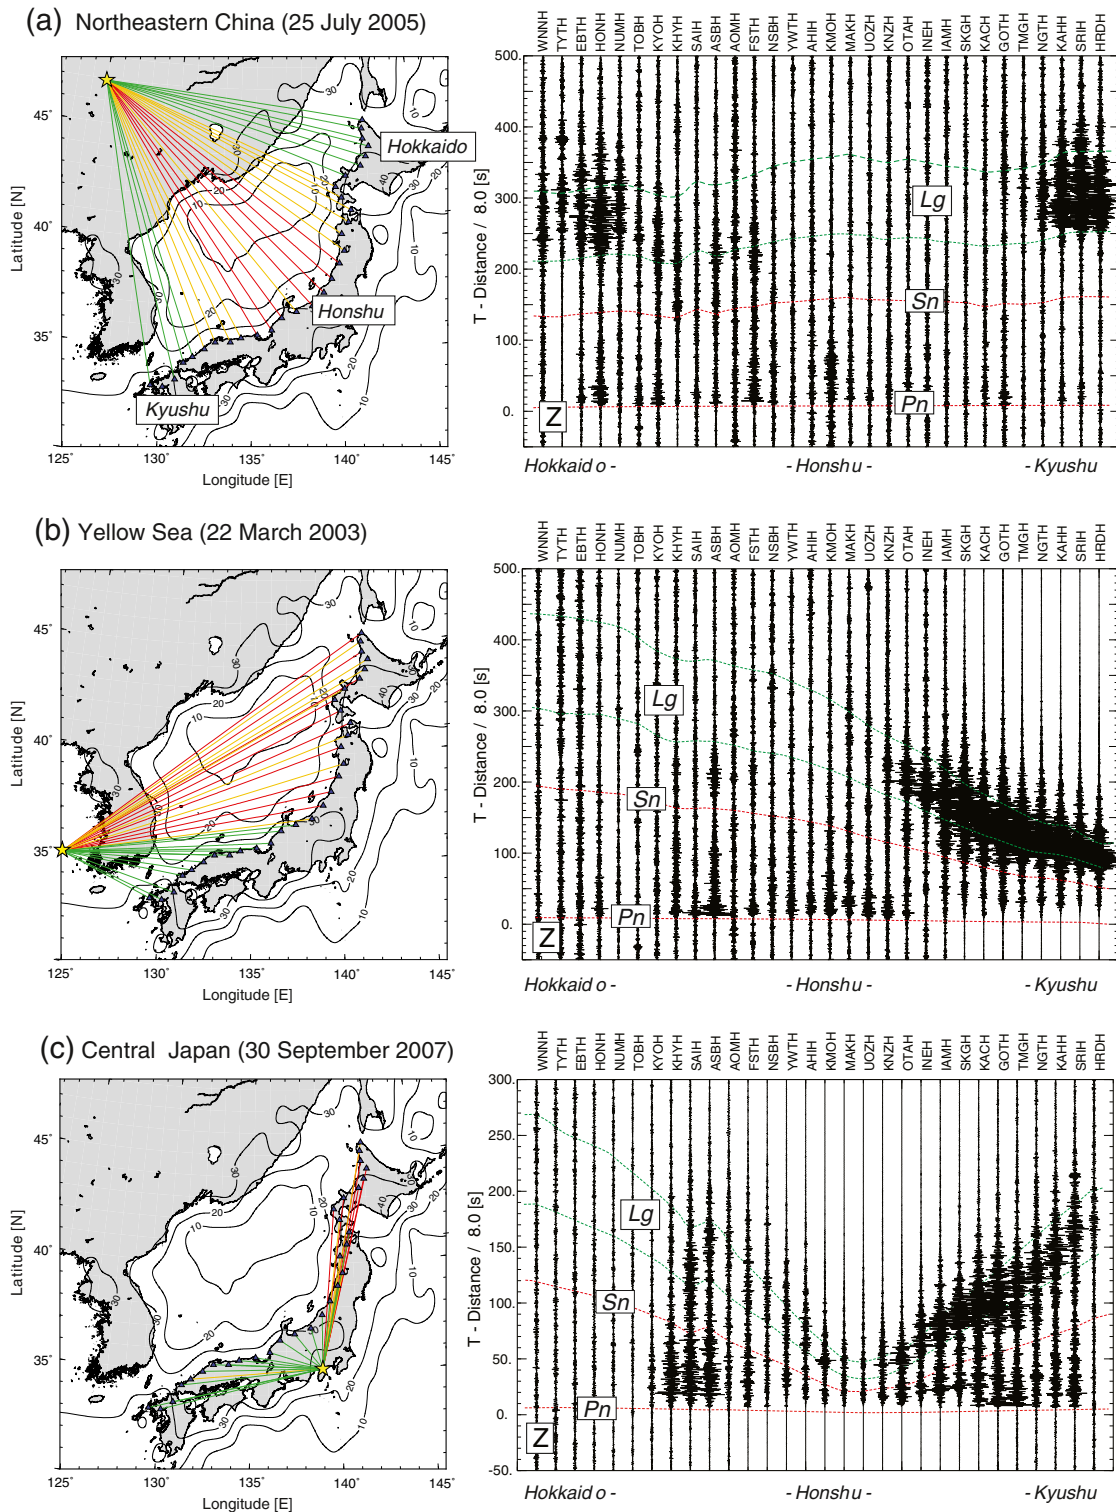 (a) Northeastern China (25 July 2005)
WNNH TYTH EBTH HONH NUMH TOBH KYOH KHYH SAIH ASBH AOMH FSTH NSBH YWTH AHIH KMOH MAKH UOZH KNZH OTAH INEH IAMH SKGH KACH GOTH TMGH NGTH KAHH SRIH HRDH
Latitude [N]
45˚
40˚
35˚
30
10
20
Hokkaido
Honshu
Kyushu
125˚ 130˚ 135˚ 140˚ 145˚
Longitude [E]
T - Distance / 8.0 [s]
500.
400.
300.
200.
100.
0.
Lg
Sn
Pn
Z
Hokkaido - - Honshu - - Kyushu
(b) Yellow Sea (22 March 2003)
WNNH TYTH EBTH HONH NUMH TOBH KYOH KHYH SAIH ASBH AOMH FSTH NSBH YWTH AHIH KMOH MAKH UOZH KNZH OTAH INEH IAMH SKGH KACH GOTH TMGH NGTH KAHH SRIH HRDH
Latitude [N]
45˚
40˚
35˚
30
10
20
125˚ 130˚ 135˚ 140˚ 145˚
Longitude [E]
T - Distance / 8.0 [s]
500.
400.
300.
200.
100.
0.
Lg
Sn
Pn
Z
Hokkaido - - Honshu - - Kyushu
(c) Central Japan (30 September 2007)
WNNH TYTH EBTH HONH NUMH TOBH KYOH KHYH SAIH ASBH AOMH FSTH NSBH YWTH AHIH KMOH MAKH UOZH KNZH OTAH INEH IAMH SKGH KACH GOTH TMGH NGTH KAHH SRIH HRDH
Latitude [N]
45˚
40˚
35˚
30
10
20
40
125˚ 130˚ 135˚ 140˚ 145˚
Longitude [E]
T - Distance / 8.0 [s]
300.
250.
200.
150.
100.
50.
0.
-50.
Lg
Sn
Pn
Z
Hokkaido - - Honshu - - Kyushu